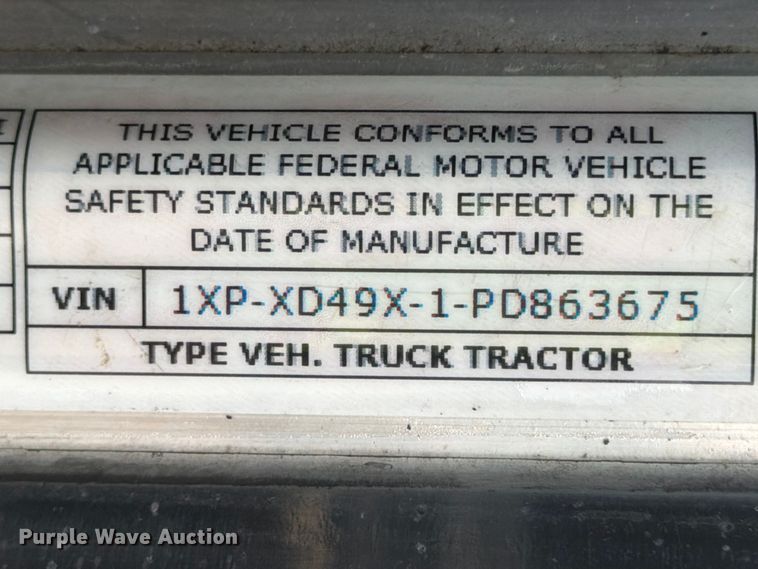 THIS VEHICLE CONFORMS TO ALL
APPLICABLE FEDERAL MOTOR VEHICLE
SAFETY STANDARDS IN EFFECT ON THE
DATE OF MANUFACTURE
VIN 1XP-XD49X-1-PD863675
TYPE VEH. TRUCK TRACTOR
Purple Wave Auction